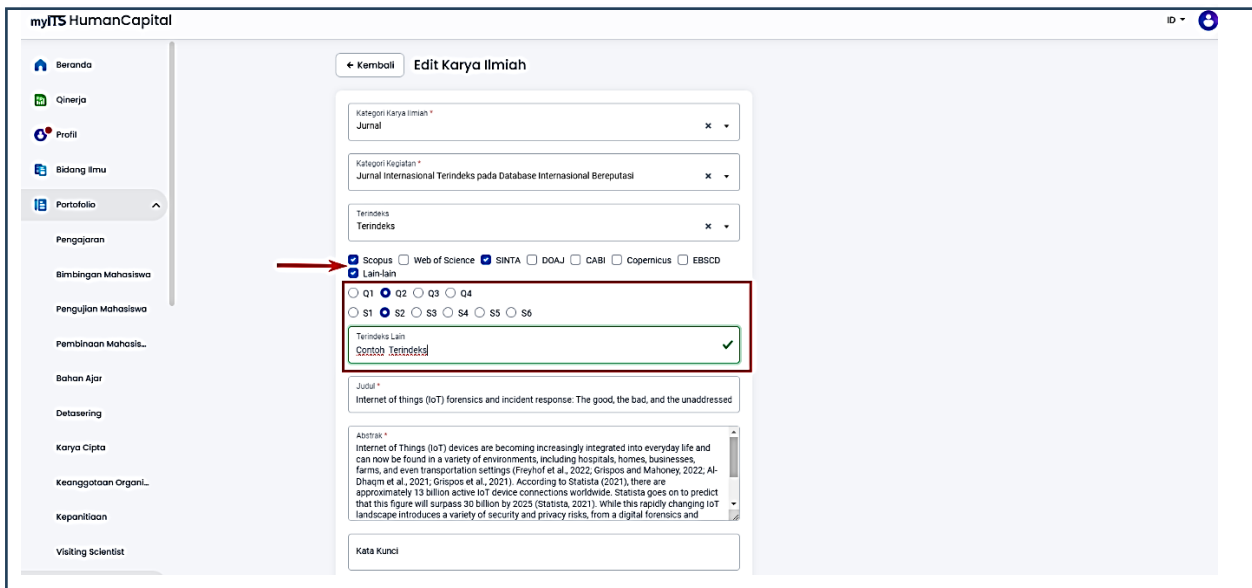 myITS HumanCapital
ID
Beranda
Qinerja
Profil
Bidang Ilmu
Portofolio
Pengajaran
Bimbingan Mahasiswa
Pengujian Mahasiswa
Pembinaan Mahasis...
Bahan Ajar
Detasering
Karya Cipta
Keanggotaan Organi...
Kepanitiaan
Visiting Scientist
← Kembali Edit Karya Ilmiah
Kategori Karya Ilmiah *
Jurnal
Kategori Kegiatan *
Jurnal Internasional Terindeks pada Database Internasional Bereputasi
Terindeks
Terindeks
Scopus Web of Science SINTA DOAJ CABI Copernicus EBSCD
Lain-lain
Q1 Q2 Q3 Q4
S1 S2 S3 S4 S5 S6
Terindeks Lain
Contoh Terindeks
Judul *
Internet of things (IoT) forensics and incident response: The good, the bad, and the unaddressed
Abstrak *
Internet of Things (IoT) devices are becoming increasingly integrated into everyday life and
can now be found in a variety of environments, including hospitals, homes, businesses,
farms, and even transportation settings (Freyhof et al., 2022; Grispos and Mahoney, 2022; Al-
Dhaqm et al., 2021; Grispos et al., 2021). According to Statista (2021), there are
approximately 13 billion active IoT device connections worldwide. Statista goes on to predict
that this figure will surpass 30 billion by 2025 (Statista, 2021). While this rapidly changing IoT
landscape introduces a variety of security and privacy risks, from a digital forensics and
Kata Kunci